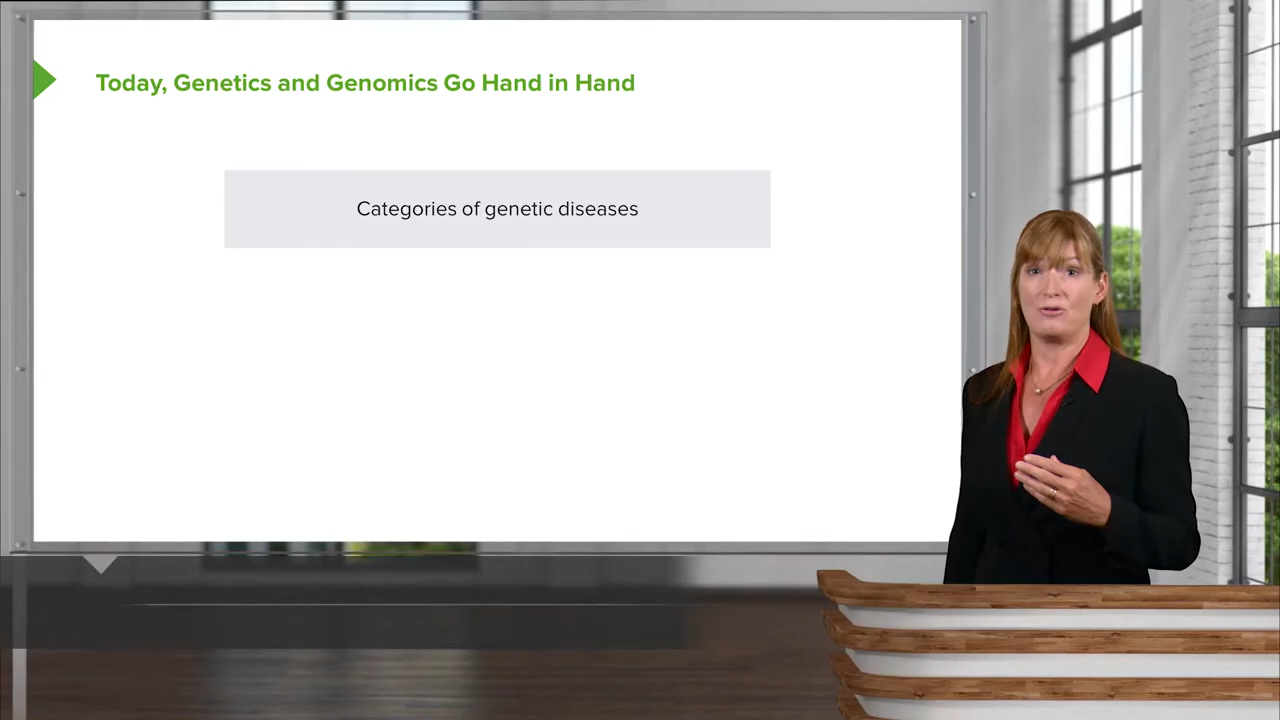 Today, Genetics and Genomics Go Hand in Hand
Categories of genetic diseases